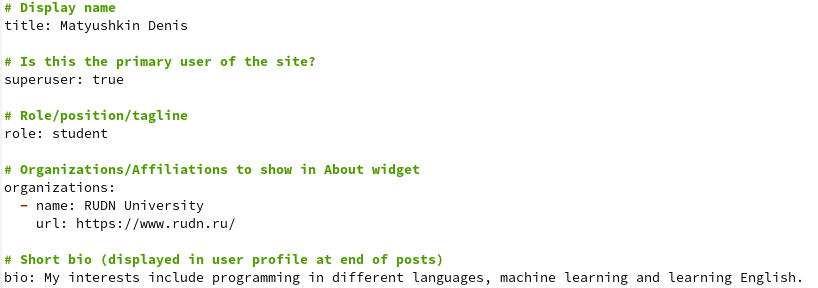 # Display name
title: Matyushkin Denis
# Is this the primary user of the site?
superuser: true
# Role/position/tagline
role: student
# Organizations/Affiliations to show in About widget
organizations:
- name: RUDN University
url: https://www.rudn.ru/
# Short bio (displayed in user profile at end of posts)
bio: My interests include programming in different languages, machine learning and learning English.